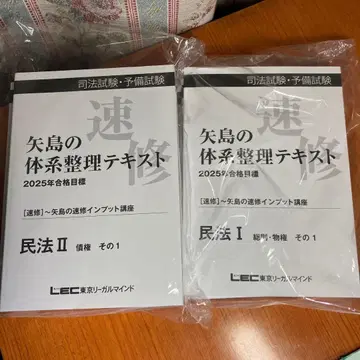 司法試験・予備試験
速修
矢島の
体系整理テキスト
2025年合格目標
[速修]～矢島の速修インプット講座
民法Ⅱ 債権 その1
LEC東京リーガルマインド
司法試験・予備試験
速修
矢島の
体系整理テキスト
2025年合格目標
[速修]～矢島の速修インプット講座
民法Ⅰ 総則・物権 その1
LEC東京リーガルマインド